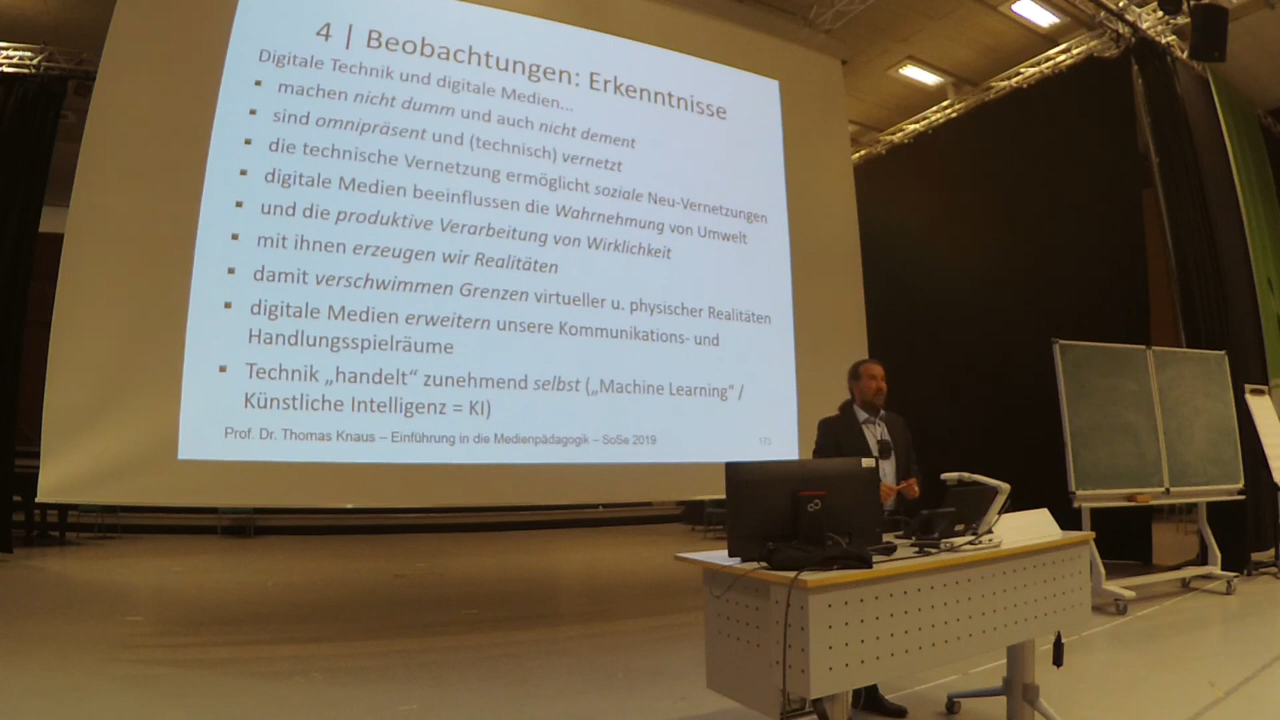 4 | Beobachtungen: Erkenntnisse
Digitale Technik und digitale Medien...
▪ machen nicht dumm und auch nicht dement
▪ sind omnipräsent und (technisch) vernetzt
▪ die technische Vernetzung ermöglicht soziale Neu-Vernetzungen
▪ digitale Medien beeinflussen die Wahrnehmung von Umwelt
▪ und die produktive Verarbeitung von Wirklichkeit
▪ mit ihnen erzeugen wir Realitäten
▪ damit verschwimmen Grenzen virtueller u. physischer Realitäten
▪ digitale Medien erweitern unsere Kommunikations- und
Handlungsspielräume
▪ Technik „handelt“ zunehmend selbst („Machine Learning“ /
Künstliche Intelligenz = KI)
Prof. Dr. Thomas Knaus – Einführung in die Medienpädagogik – SoSe 2019